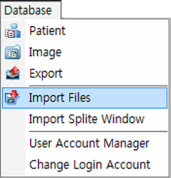 Database
Patient
Image
Export
Import Files
Import Splite Window
User Account Manager
Change Login Account